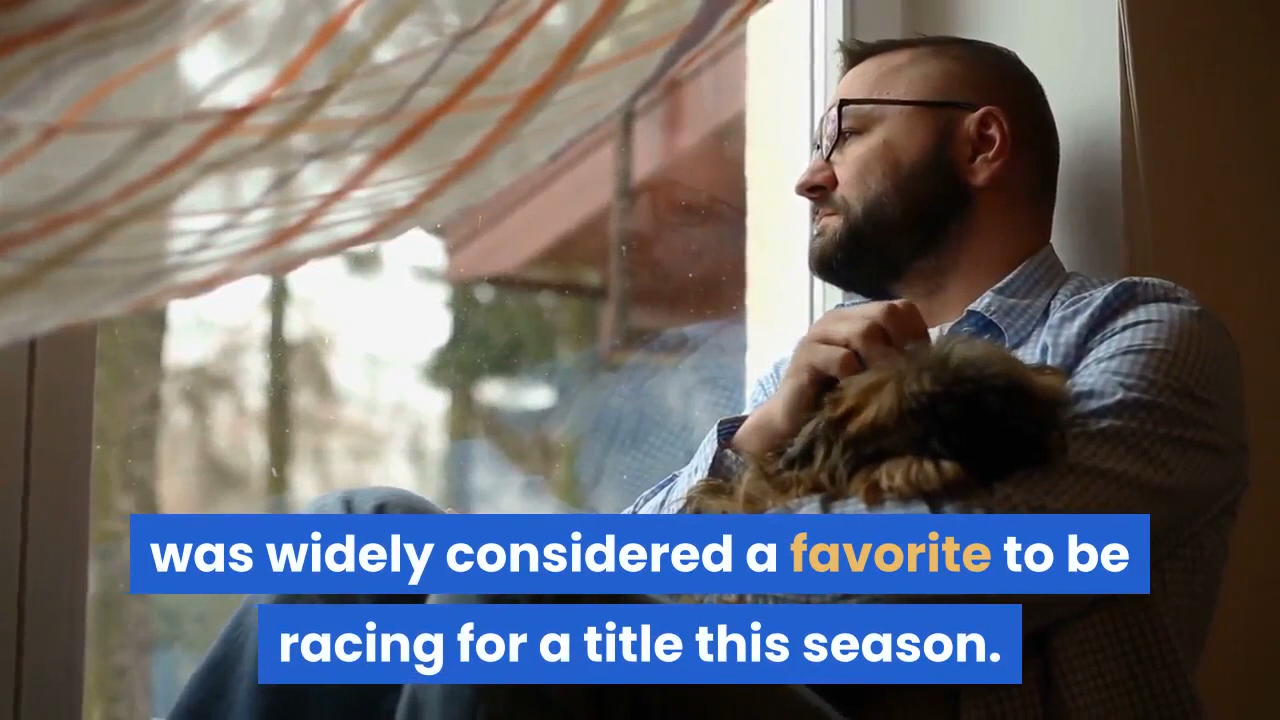 was widely considered a favorite to be
racing for a title this season.